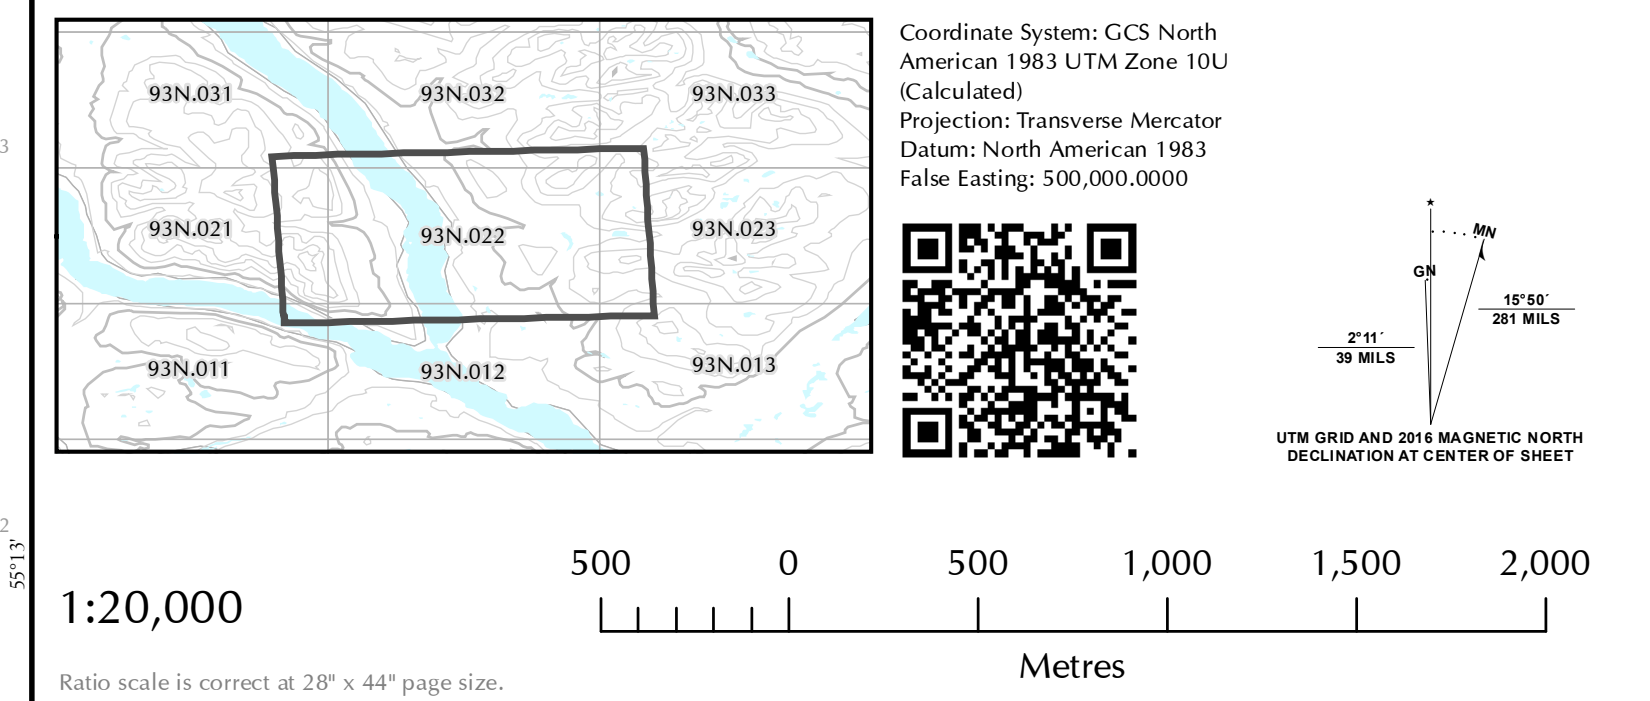 3
2
55°13'
93N.031
93N.032
93N.033
93N.021
93N.022
93N.023
93N.011
93N.012
93N.013
Coordinate System: GCS North
American 1983 UTM Zone 10U
(Calculated)
Projection: Transverse Mercator
Datum: North American 1983
False Easting: 500,000.0000
MN
GN
15°50´
281 MILS
2°11´
39 MILS
UTM GRID AND 2016 MAGNETIC NORTH
DECLINATION AT CENTER OF SHEET
500 0 500 1,000 1,500 2,000
1:20,000
Metres
Ratio scale is correct at 28" x 44" page size.